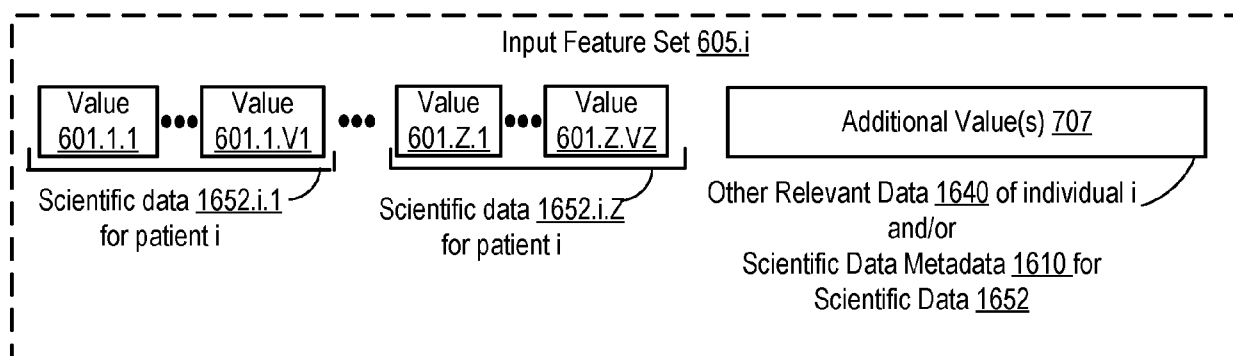 Input Feature Set 605.i
Value 601.1.1 ●●● Value 601.1.V1 ●●● Value 601.Z.1 ●●● Value 601.Z.VZ
Additional Value(s) 707
Scientific data 1652.i.1
for patient i
Scientific data 1652.i.Z
for patient i
Other Relevant Data 1640 of individual i
and/or
Scientific Data Metadata 1610 for
Scientific Data 1652